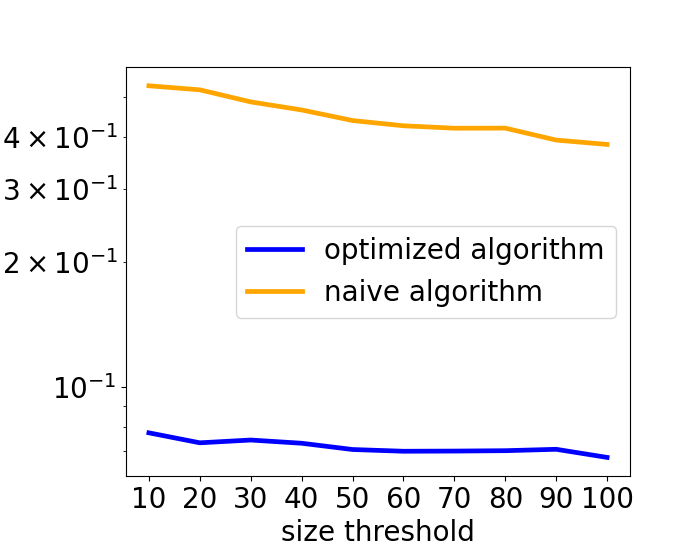 4 × 10⁻¹
3 × 10⁻¹
2 × 10⁻¹
10⁻¹
optimized algorithm
naive algorithm
10 20 30 40 50 60 70 80 90 100
size threshold